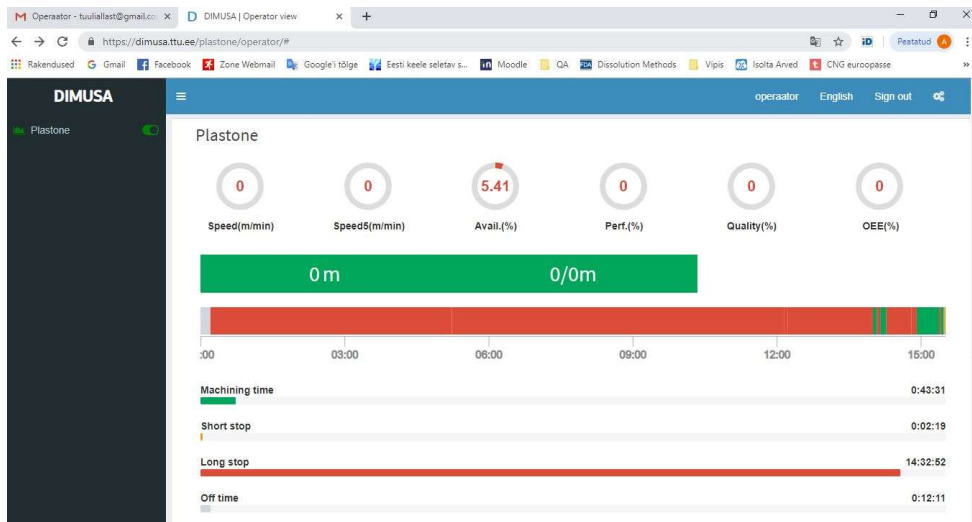 Operaator - tuuliallast@gmail.co
DIMUSA | Operator view
https://dimusa.ttu.ee/plastone/operator/#
Peatatud A
Rakendused G Gmail Facebook Zone Webmail Google'i tõlge Eesti keele seletav s... Moodle QA FDA Dissolution Methods Vipis Isolta Arved t CNG euroopasse »
DIMUSA
operaator English Sign out
Plastone
Plastone
0 0 5.41 0 0 0
Speed(m/min) Speed5(m/min) Avail.(%) Perf.(%) Quality(%) OEE(%)
0 m 0/0m
:00 03:00 06:00 09:00 12:00 15:00
Machining time 0:43:31
Short stop 0:02:19
Long stop 14:32:52
Off time 0:12:11